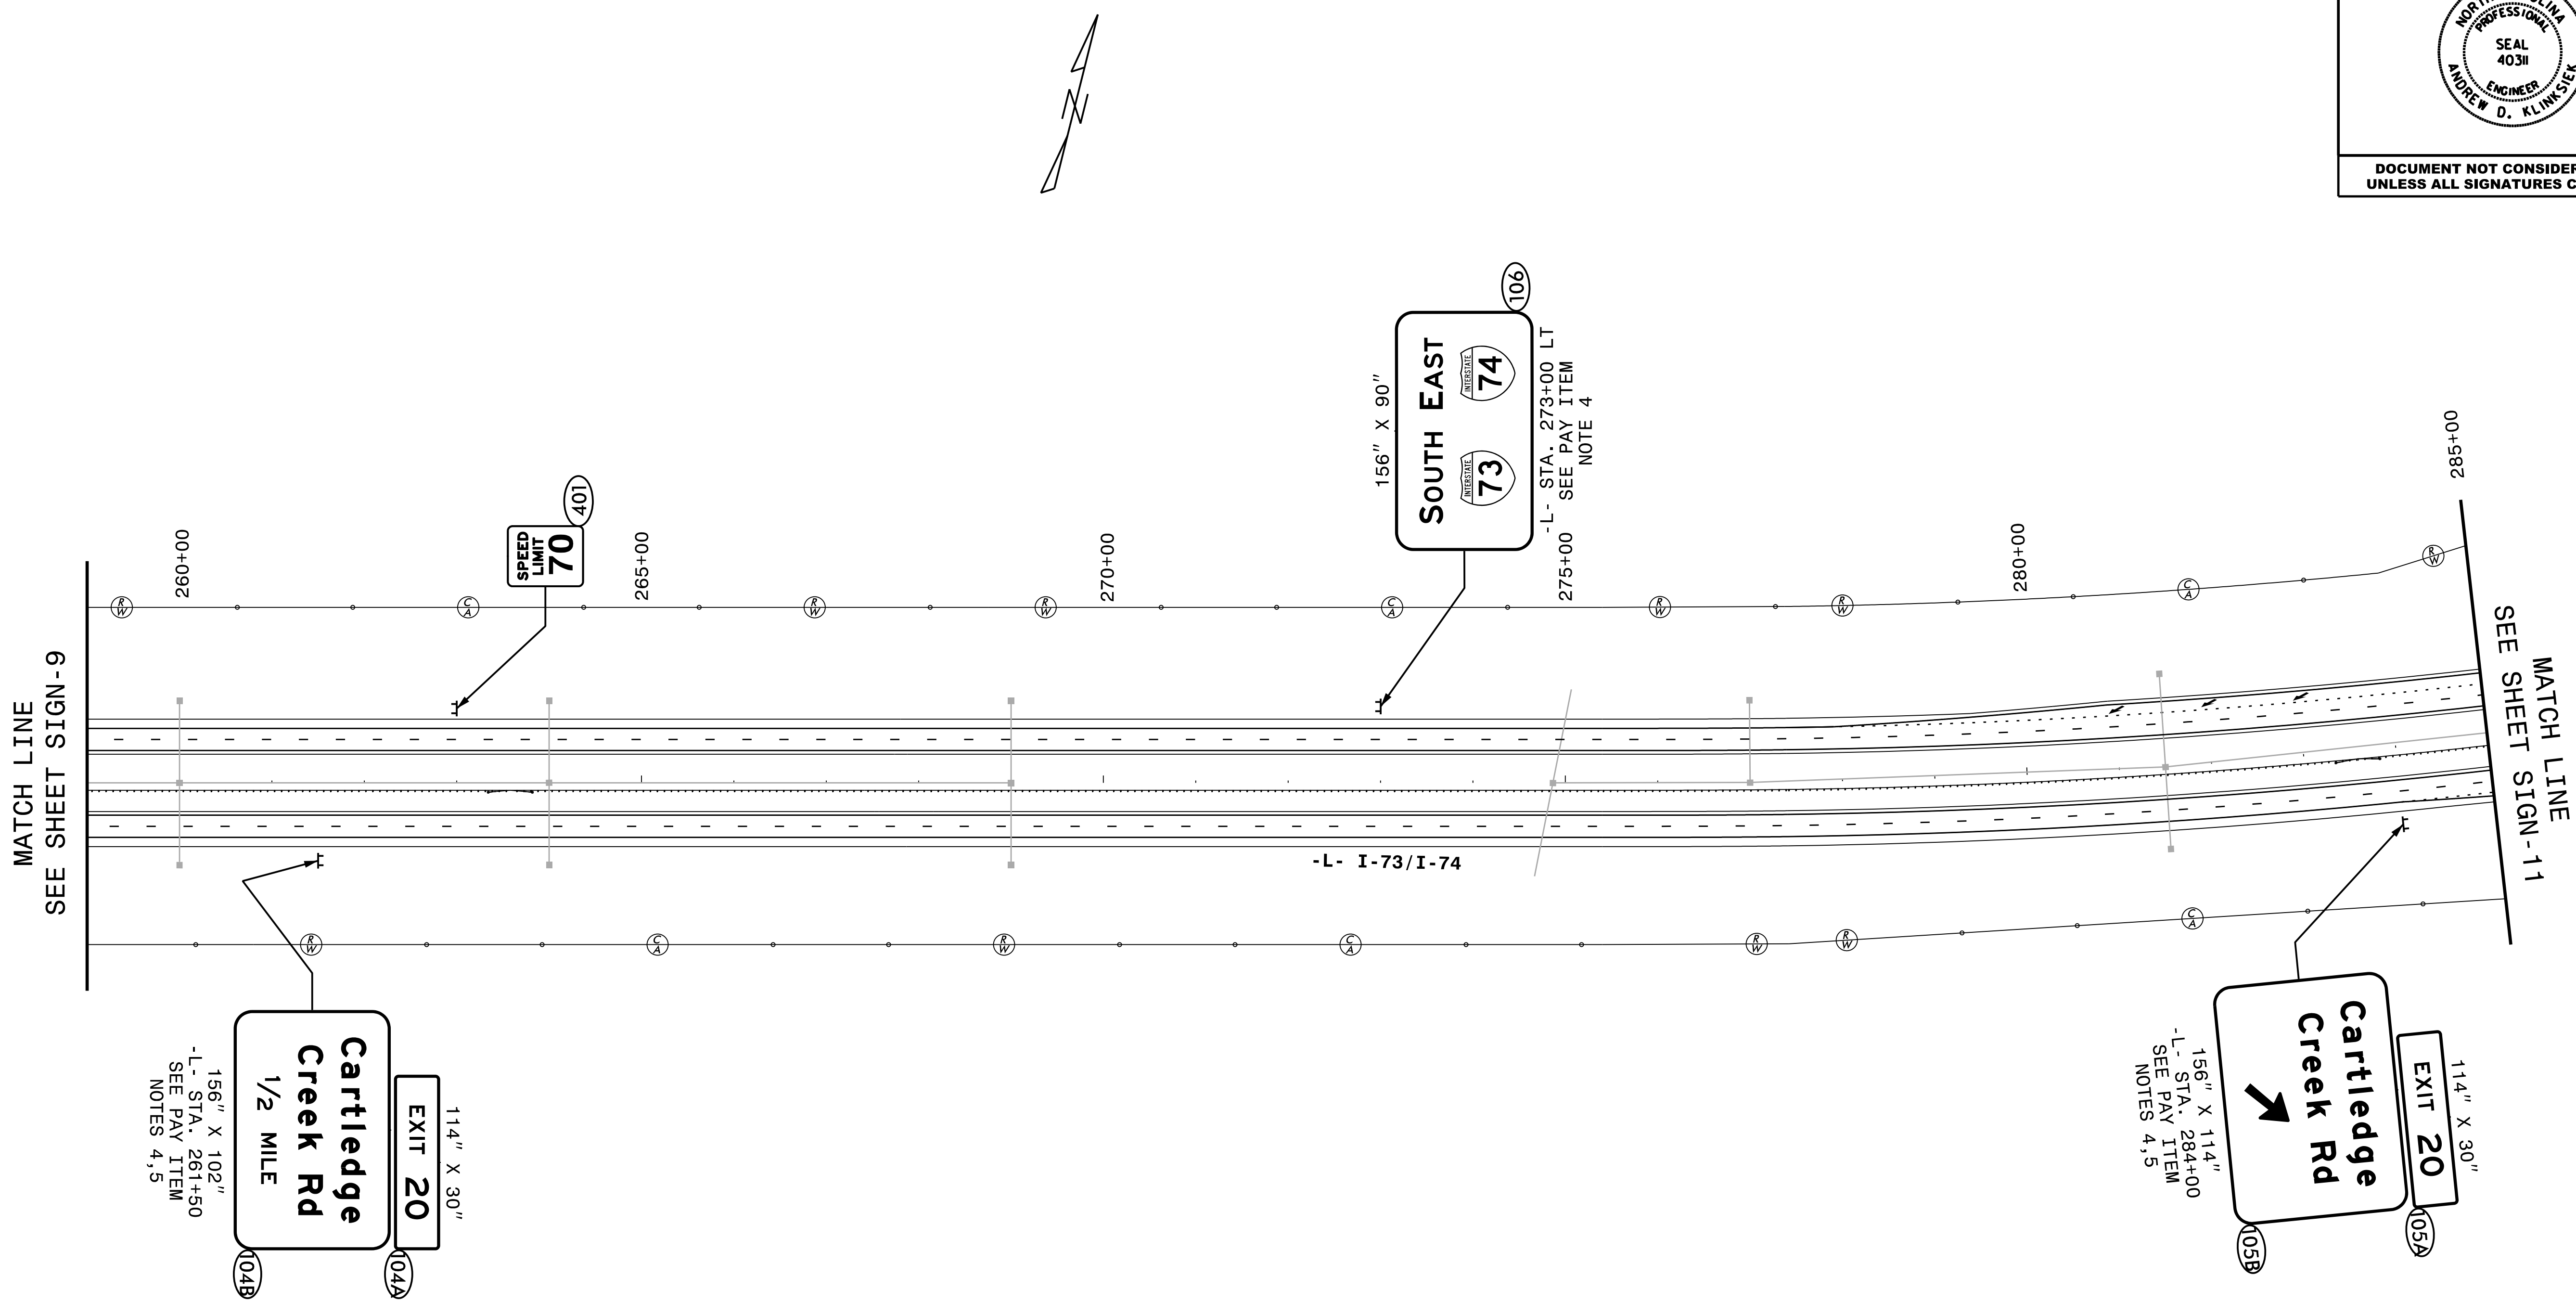 NORTH CAROLINA
PROFESSIONAL
SEAL
40311
ENGINEER
ANDREW D. KLINKSIEK
DOCUMENT NOT CONSIDER
UNLESS ALL SIGNATURES C
106
156" X 90"
SOUTH EAST
INTERSTATE 73
INTERSTATE 74
-L- STA. 273+00 LT
SEE PAY ITEM
NOTE 4
401
SPEED
LIMIT
70
260+00
265+00
270+00
275+00
280+00
285+00
R/W
C/A
R/W
R/W
C/A
R/W
R/W
C/A
R/W
MATCH LINE
SEE SHEET SIGN-9
MATCH LINE
SEE SHEET SIGN-11
-L- I-73/I-74
R/W
C/A
R/W
C/A
R/W
R/W
C/A
114" X 30"
EXIT 20
104A
Cartledge
Creek Rd
1/2 MILE
104B
156" X 102"
-L- STA. 261+50
SEE PAY ITEM
NOTES 4,5
114" X 30"
EXIT 20
105A
Cartledge
Creek Rd
105B
156" X 114"
-L- STA. 284+00
SEE PAY ITEM
NOTES 4,5
N